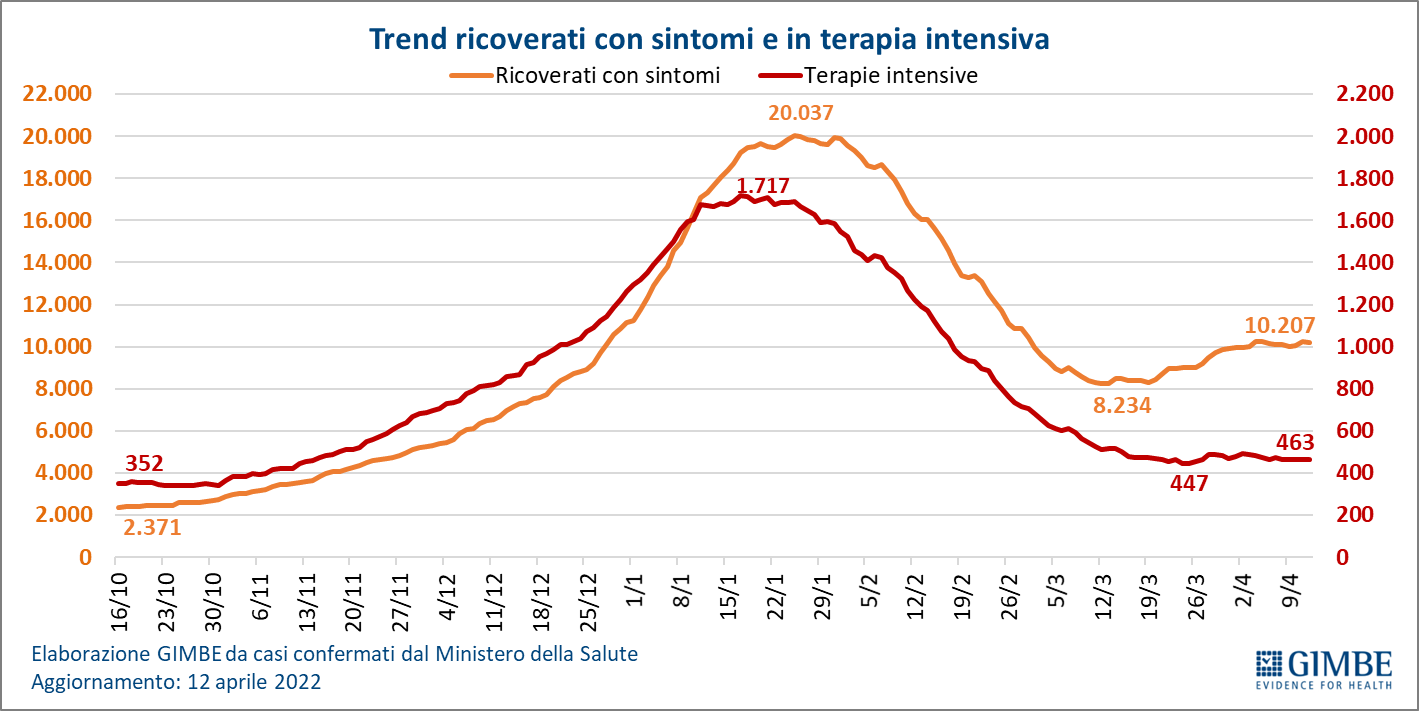 Trend ricoverati con sintomi e in terapia intensiva
Ricoverati con sintomi Terapie intensive
22.000 2.200
20.000 20.037 2.000
18.000 1.717 1.800
16.000 1.600
14.000 1.400
12.000 1.200
10.000 10.207 1.000
8.000 8.234 800
6.000 600
4.000 352 447 463 400
2.000 2.371 200
0 0
16/10 23/10 30/10 6/11 13/11 20/11 27/11 4/12 11/12 18/12 25/12 1/1 8/1 15/1 22/1 29/1 5/2 12/2 19/2 26/2 5/3 12/3 19/3 26/3 2/4 9/4
Elaborazione GIMBE da casi confermati dal Ministero della Salute
Aggiornamento: 12 aprile 2022
GIMBE
EVIDENCE FOR HEALTH